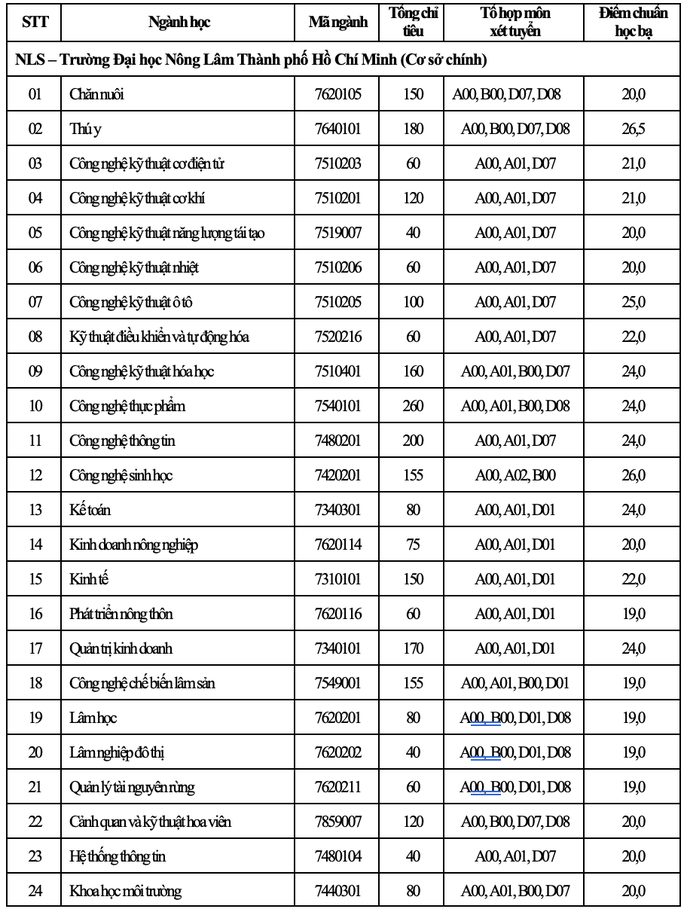 STT Ngành học Mã ngành Tổng chỉ tiêu Tổ hợp môn xét tuyển Điểm chuẩn học bạ
NLS – Trường Đại học Nông Lâm Thành phố Hồ Chí Minh (Cơ sở chính)
01 Chăn nuôi 7620105 150 A00, B00, D07, D08 20,0
02 Thú y 7640101 180 A00, B00, D07, D08 26,5
03 Công nghệ kỹ thuật cơ điện tử 7510203 60 A00, A01, D07 21,0
04 Công nghệ kỹ thuật cơ khí 7510201 120 A00, A01, D07 21,0
05 Công nghệ kỹ thuật năng lượng tái tạo 7519007 40 A00, A01, D07 20,0
06 Công nghệ kỹ thuật nhiệt 7510206 60 A00, A01, D07 20,0
07 Công nghệ kỹ thuật ô tô 7510205 100 A00, A01, D07 25,0
08 Kỹ thuật điều khiển và tự động hóa 7520216 60 A00, A01, D07 22,0
09 Công nghệ kỹ thuật hóa học 7510401 160 A00, A01, B00, D07 24,0
10 Công nghệ thực phẩm 7540101 260 A00, A01, B00, D08 24,0
11 Công nghệ thông tin 7480201 200 A00, A01, D07 24,0
12 Công nghệ sinh học 7420201 155 A00, A02, B00 26,0
13 Kế toán 7340301 80 A00, A01, D01 24,0
14 Kinh doanh nông nghiệp 7620114 75 A00, A01, D01 20,0
15 Kinh tế 7310101 150 A00, A01, D01 22,0
16 Phát triển nông thôn 7620116 60 A00, A01, D01 19,0
17 Quản trị kinh doanh 7340101 170 A00, A01, D01 24,0
18 Công nghệ chế biến lâm sản 7549001 155 A00, A01, B00, D01 19,0
19 Lâm học 7620201 80 A00, B00, D01, D08 19,0
20 Lâm nghiệp đô thị 7620202 40 A00, B00, D01, D08 19,0
21 Quản lý tài nguyên rừng 7620211 60 A00, B00, D01, D08 19,0
22 Cảnh quan và kỹ thuật hoa viên 7859007 120 A00, B00, D07, D08 20,0
23 Hệ thống thông tin 7480104 40 A00, A01, D07 20,0
24 Khoa học môi trường 7440301 80 A00, A01, B00, D07 20,0